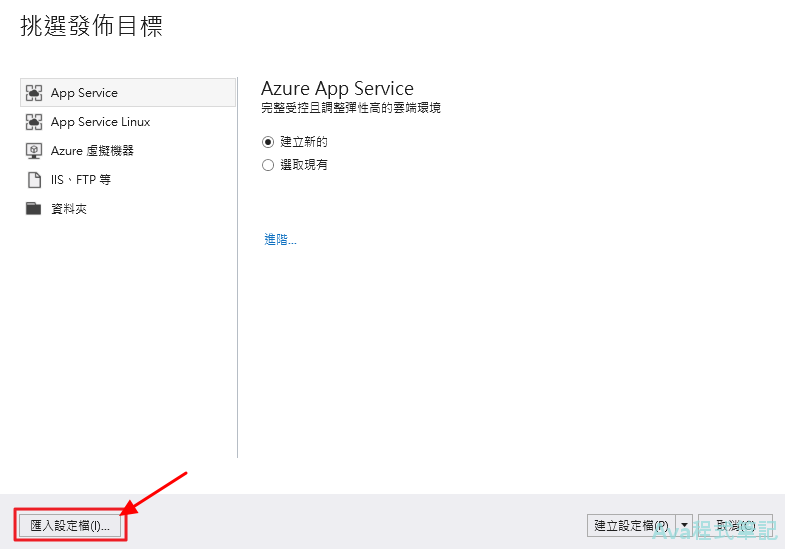 挑選發佈目標
App Service
App Service Linux
Azure 虛擬機器
IIS、FTP 等
資料夾
Azure App Service
完整受控且調整彈性高的雲端環境
建立新的
選取現有
進階...
匯入設定檔(I)...
建立設定檔(P)
取消(C)
Ava程式筆記